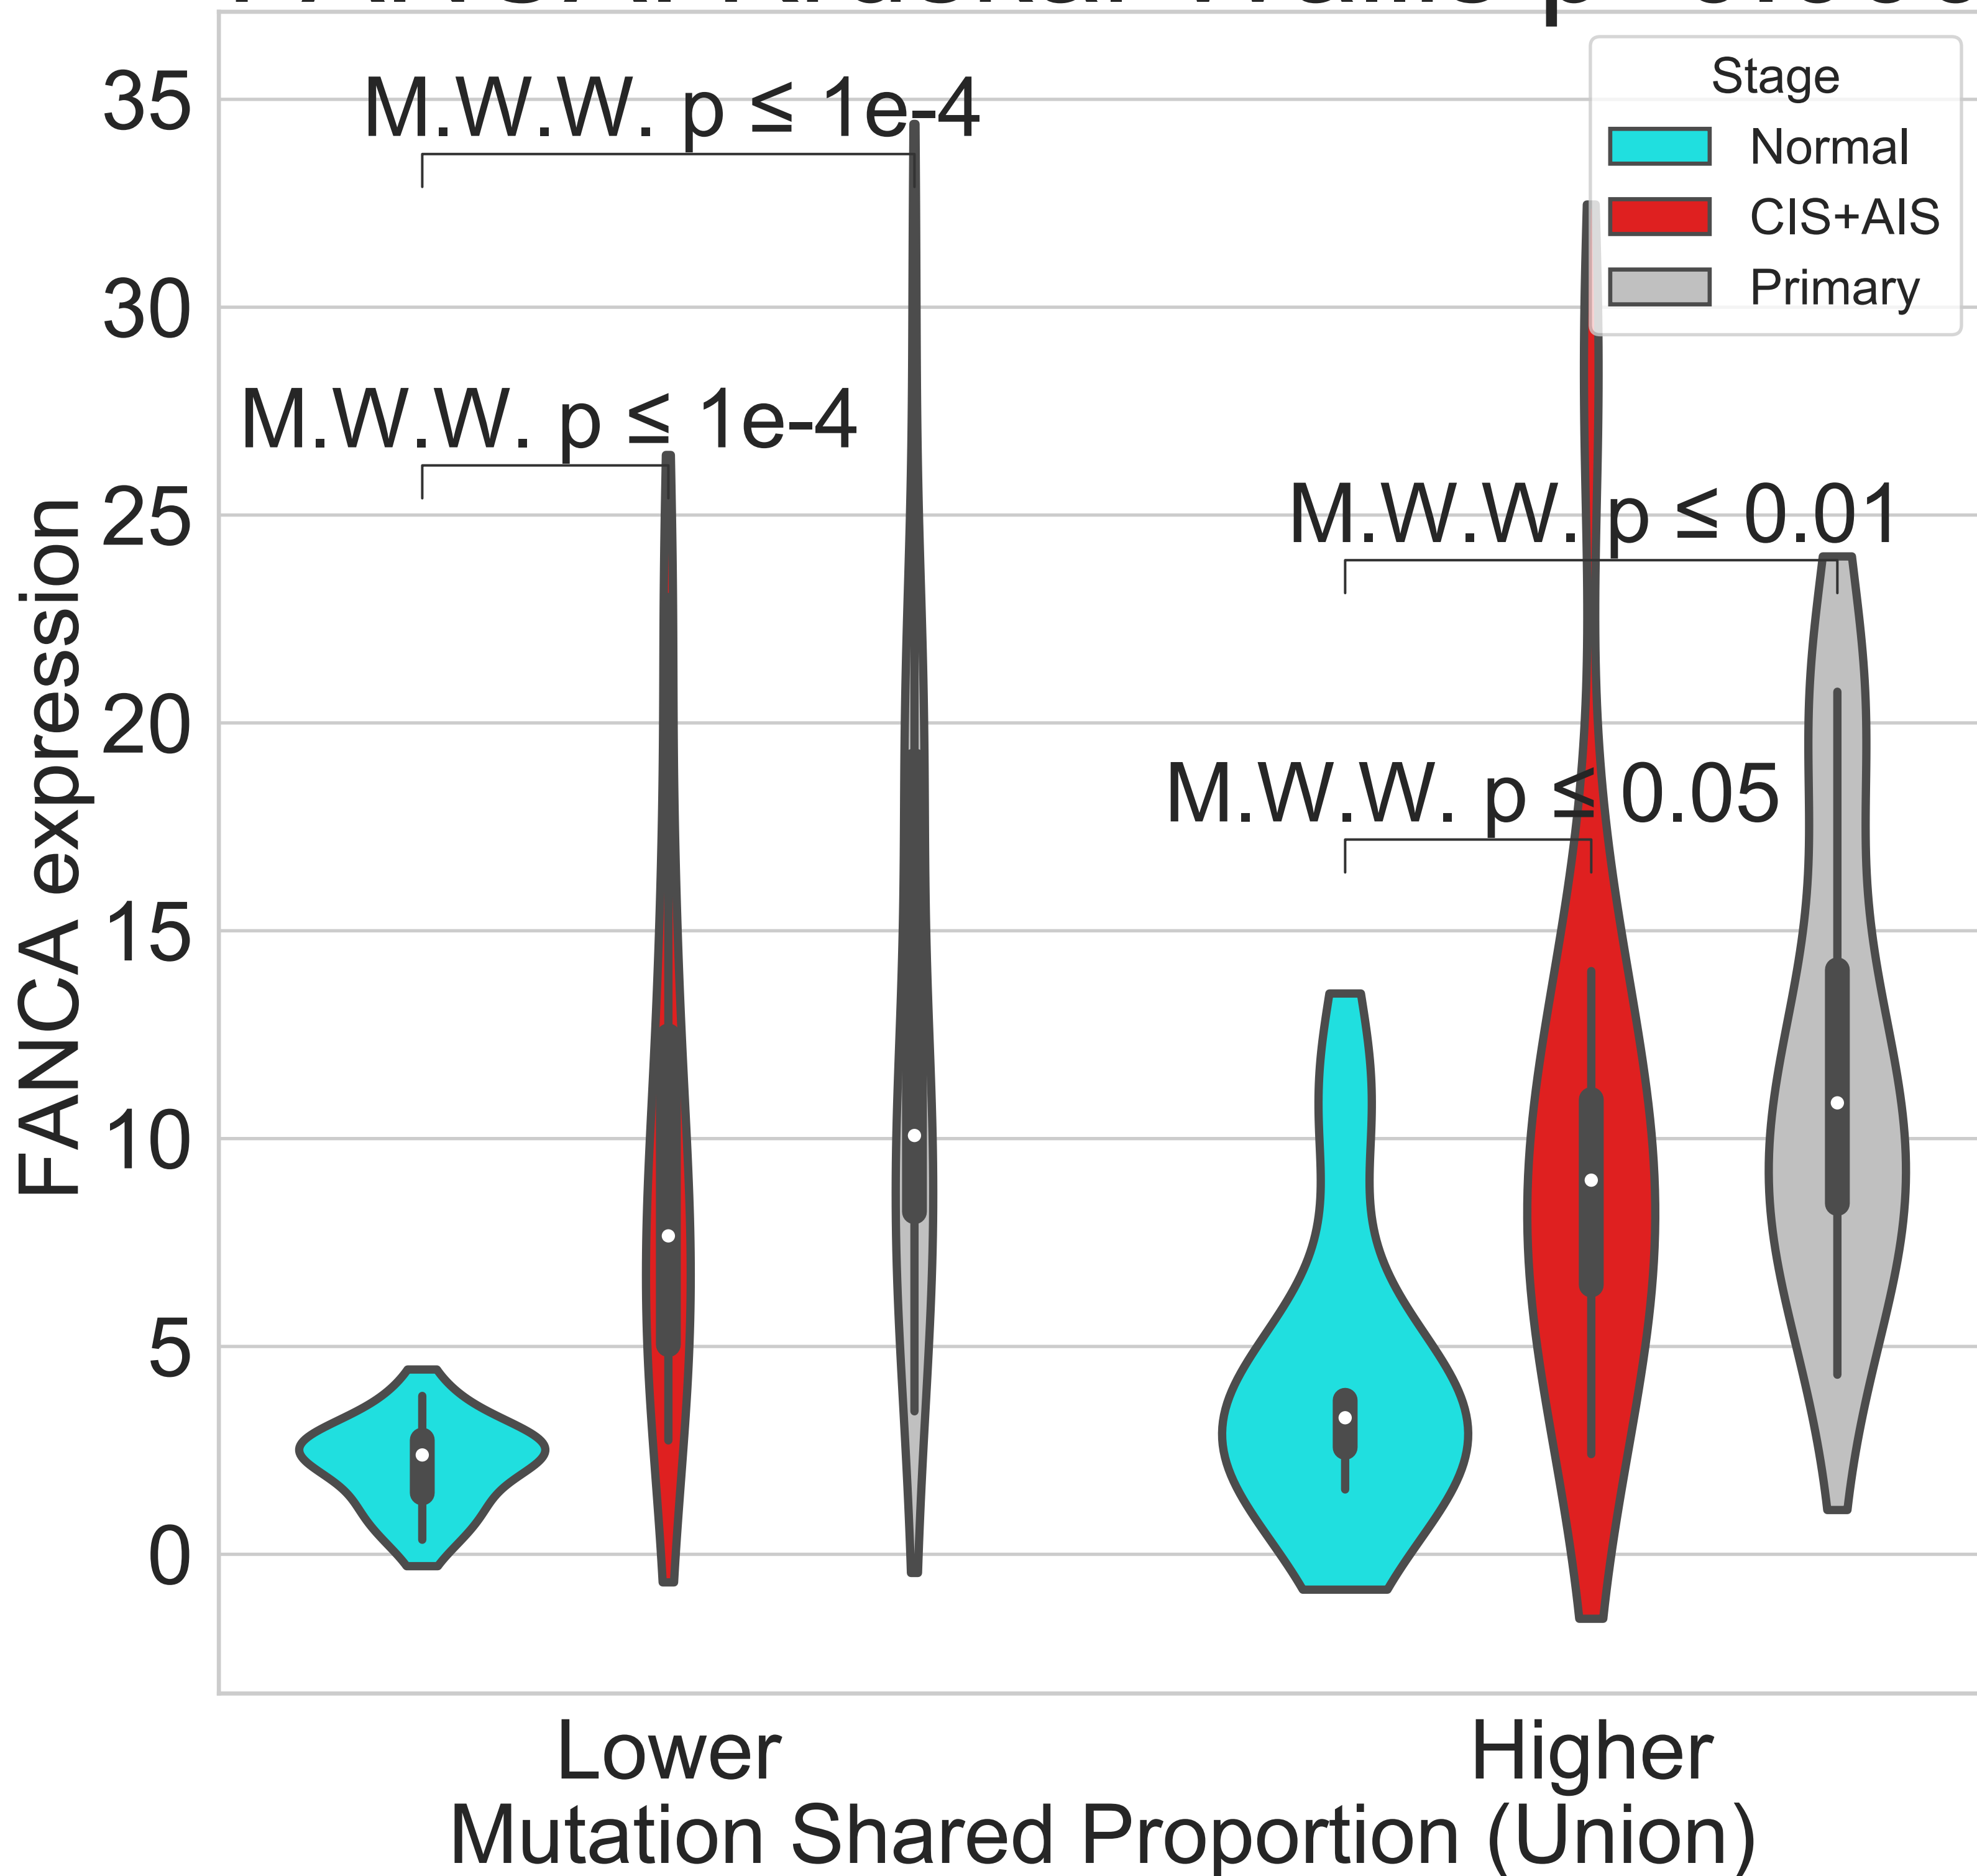 Stage
Normal
CIS+AIS
Primary
M.W.W. p ≤ 1e-4
M.W.W. p ≤ 1e-4
M.W.W. p ≤ 0.01
M.W.W. p ≤ 0.05
35
30
25
20
15
10
5
0
FANCA expression
Lower
Higher
Mutation Shared Proportion (Union)